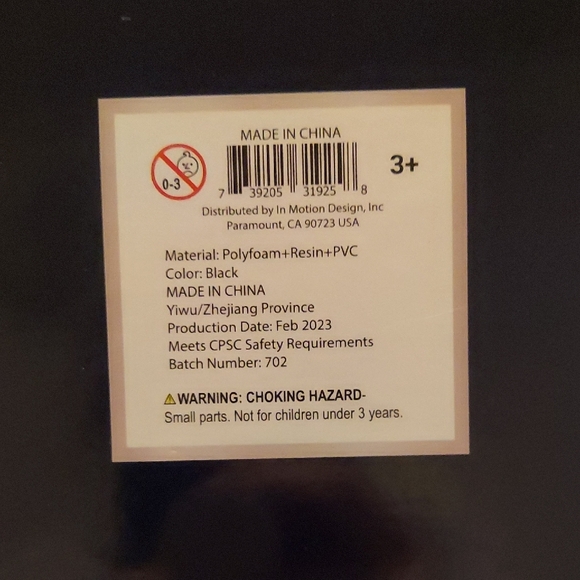 MADE IN CHINA
0-3
3+
7 39205 31925 8
Distributed by In Motion Design, Inc
Paramount, CA 90723 USA
Material: Polyfoam+Resin+PVC
Color: Black
MADE IN CHINA
Yiwu/Zhejiang Province
Production Date: Feb 2023
Meets CPSC Safety Requirements
Batch Number: 702
WARNING: CHOKING HAZARD-
Small parts. Not for children under 3 years.